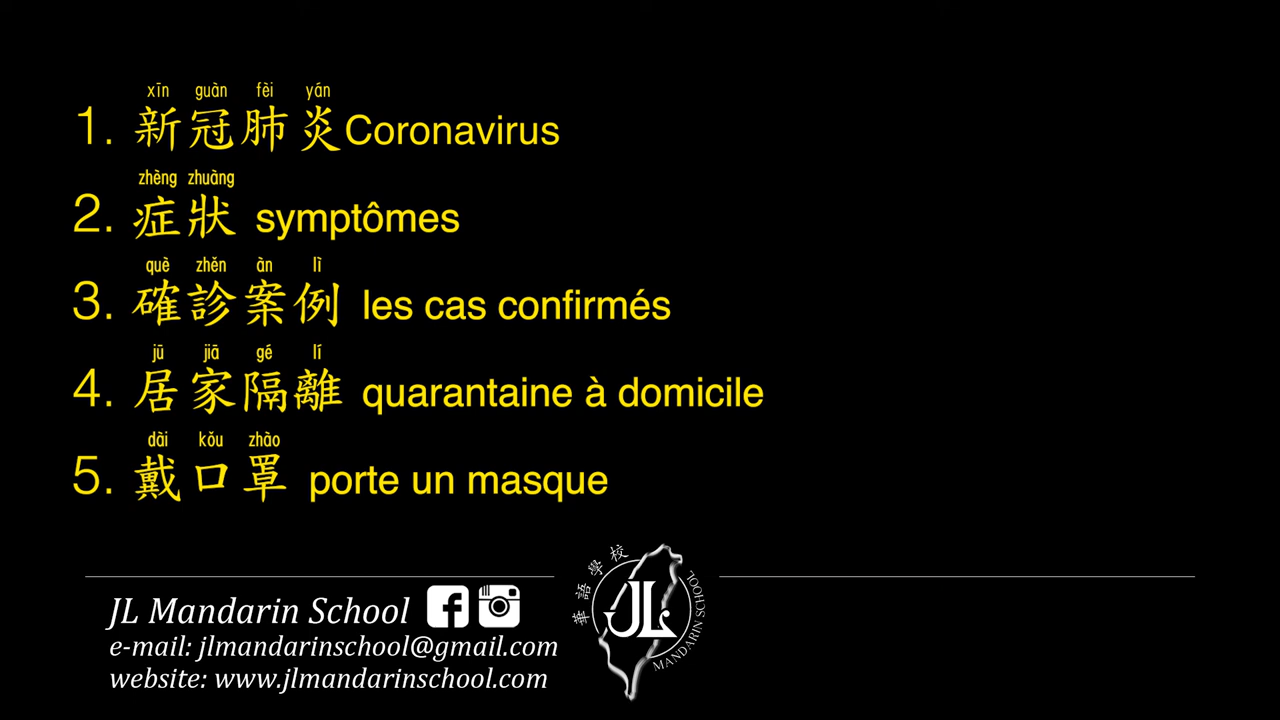 xīn guàn fèi yán
1. 新冠肺炎Coronavirus
zhèng zhuàng
2. 症狀 symptômes
què zhěn àn lì
3. 確診案例 les cas confirmés
jū jiā gé lí
4. 居家隔離 quarantaine à domicile
dài kǒu zhào
5. 戴口罩 porte un masque
JL Mandarin School
e-mail: jlmandarinschool@gmail.com
website: www.jlmandarinschool.com
華語學校
JL
MANDARIN SCHOOL